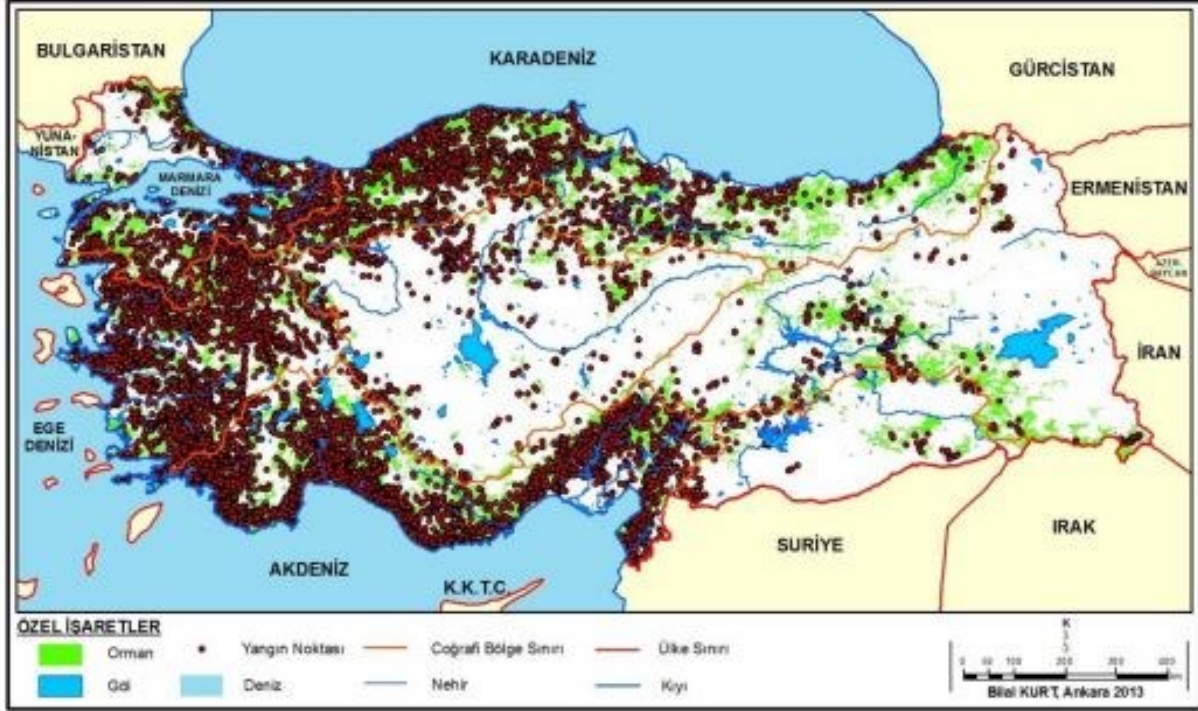 BULGARİSTAN
KARADENİZ
GÜRCİSTAN
YUNA-
NİSTAN
MARMARA
DENİZİ
ERMENİSTAN
İRAN
EGE
DENİZİ
AKDENİZ
K.K.T.C.
SURİYE
IRAK
ÖZEL İŞARETLER
Orman
Yangın Noktası
Coğrafi Bölge Sınırı
Ülke Sınırı
Göl
Deniz
Nehir
Kıyı
K
0 50 100 200 300 400
Bilal KURT, Ankara 2013